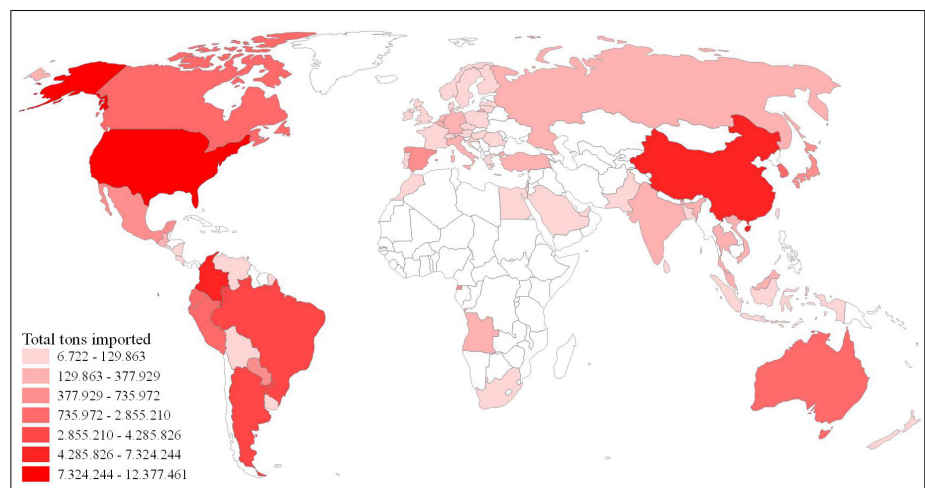 Total tons imported
6.722 - 129.863
129.863 - 377.929
377.929 - 735.972
735.972 - 2.855.210
2.855.210 - 4.285.826
4.285.826 - 7.324.244
7.324.244 - 12.377.461